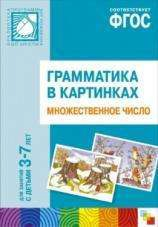 СООТВЕТСТВУЕТ
ФГОС
ГРАММАТИКА
В КАРТИНКАХ
МНОЖЕСТВЕННОЕ ЧИСЛО
ДЛЯ ЗАНЯТИЙ
С ДЕТЬМИ 3-7 ЛЕТ